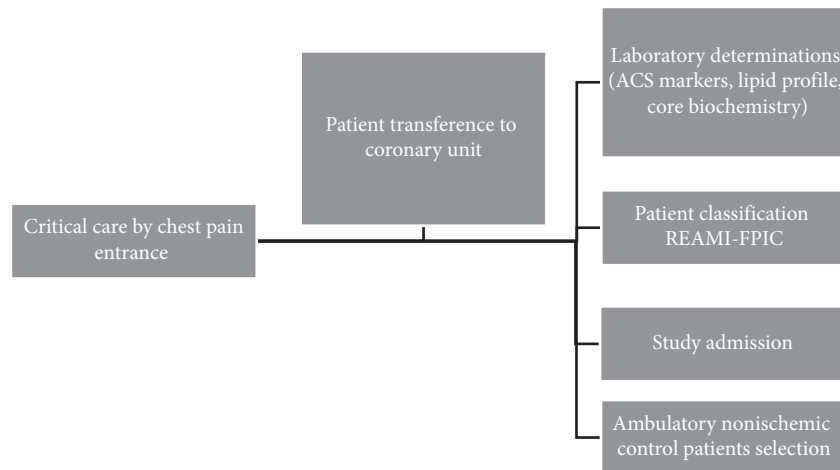 Critical care by chest pain
entrance
Patient transference to
coronary unit
Laboratory determinations
(ACS markers, lipid profile,
core biochemistry)
Patient classification
REAMI-FPIC
Study admission
Ambulatory nonischemic
control patients selection